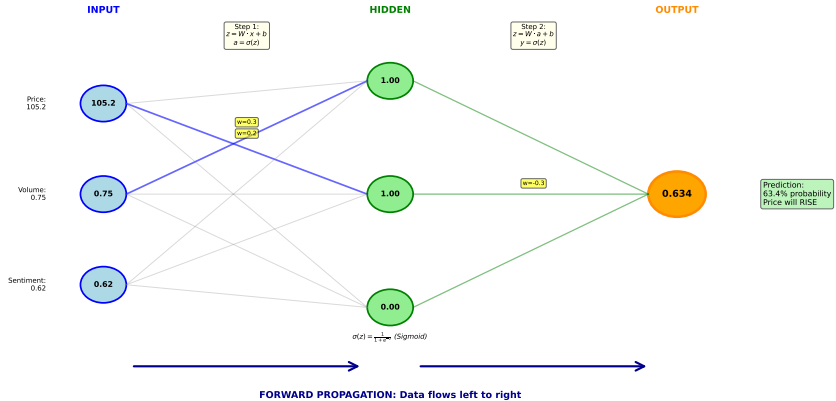 INPUT
HIDDEN
OUTPUT
Step 1:
z = W · x + b
a = σ(z)
Step 2:
z = W · a + b
y = σ(z)
Price:
105.2
105.2
1.00
w=0.3
w=0.2
Volume:
0.75
0.75
1.00
w=-0.3
0.634
Prediction:
63.4% probability
Price will RISE
Sentiment:
0.62
0.62
0.00
σ(z) = 1/(1+e⁻ᶻ) (Sigmoid)
FORWARD PROPAGATION: Data flows left to right